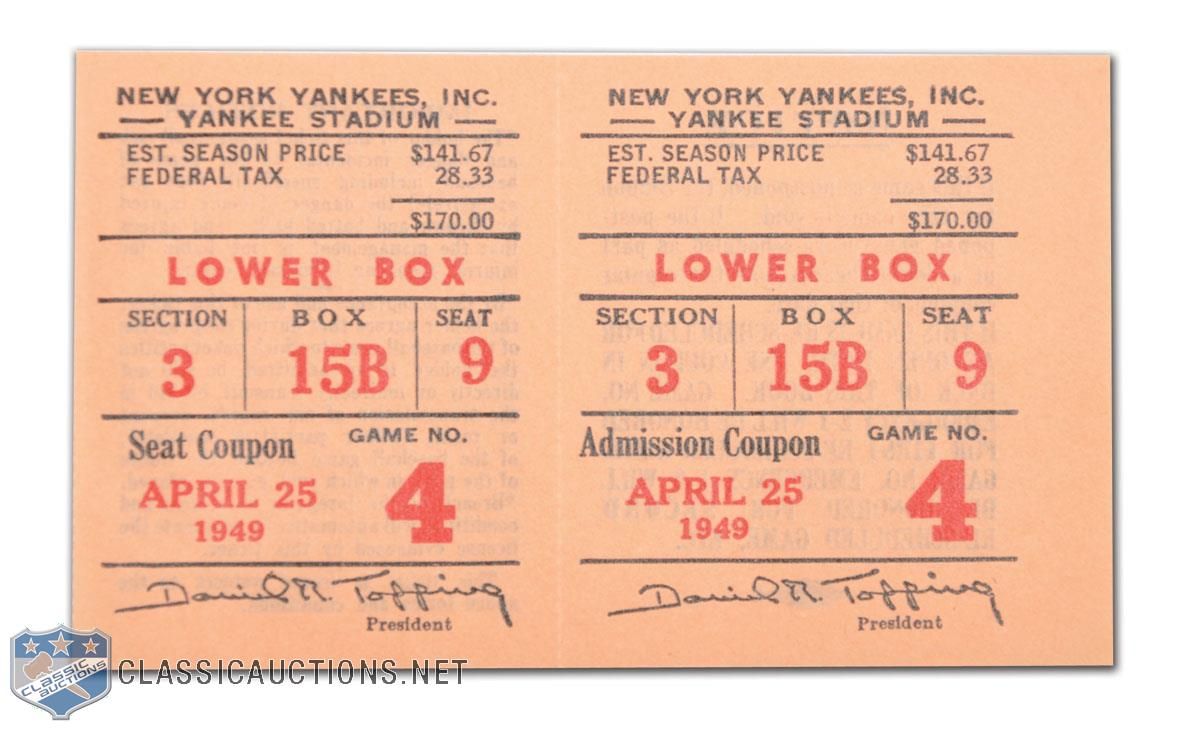 NEW YORK YANKEES, INC.
YANKEE STADIUM
EST. SEASON PRICE $141.67
FEDERAL TAX 28.33
$170.00
LOWER BOX
SECTION BOX SEAT
3 15B 9
Seat Coupon GAME NO.
APRIL 25 4
1949
Daniel R. Topping
President
NEW YORK YANKEES, INC.
YANKEE STADIUM
EST. SEASON PRICE $141.67
FEDERAL TAX 28.33
$170.00
LOWER BOX
SECTION BOX SEAT
3 15B 9
Admission Coupon GAME NO.
APRIL 25 4
1949
Daniel R. Topping
President
CLASSIC
AUCTIONS
CLASSICAUCTIONS.NET